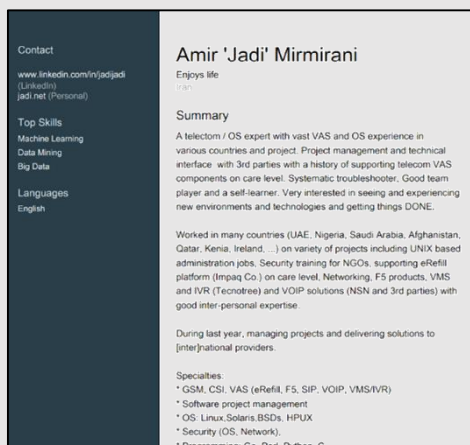 Contact
www.linkedin.com/in/jadijadi
(LinkedIn)
jadi.net (Personal)
Top Skills
Machine Learning
Data Mining
Big Data
Languages
English
Amir 'Jadi' Mirmirani
Enjoys life
Iran
Summary
A telectom / OS expert with vast VAS and OS experience in
various countries and project. Project management and technical
interface with 3rd parties with a history of supporting telecom VAS
components on care level. Systematic troubleshooter, Good team
player and a self-learner. Very interested in seeing and experiencing
new environments and technologies and getting things DONE.
Worked in many countries (UAE, Nigeria, Saudi Arabia, Afghanistan,
Qatar, Kenia, Ireland, ...) on variety of projects including UNIX based
administration jobs, Security training for NGOs, supporting eRefill
platform (Impaq Co.) on care level, Networking, F5 products, VMS
and IVR (Tecnotree) and VOIP solutions (NSN and 3rd parties) with
good inter-personal expertise.
During last year, managing projects and delivering solutions to
[inter]national providers.
Specialties:
* GSM, CSI, VAS (eRefill, F5, SIP, VOIP, VMS/IVR)
* Software project management
* OS: Linux,Solaris,BSDs, HPUX
* Security (OS, Network),
* Programming: Go, Perl, Python, C